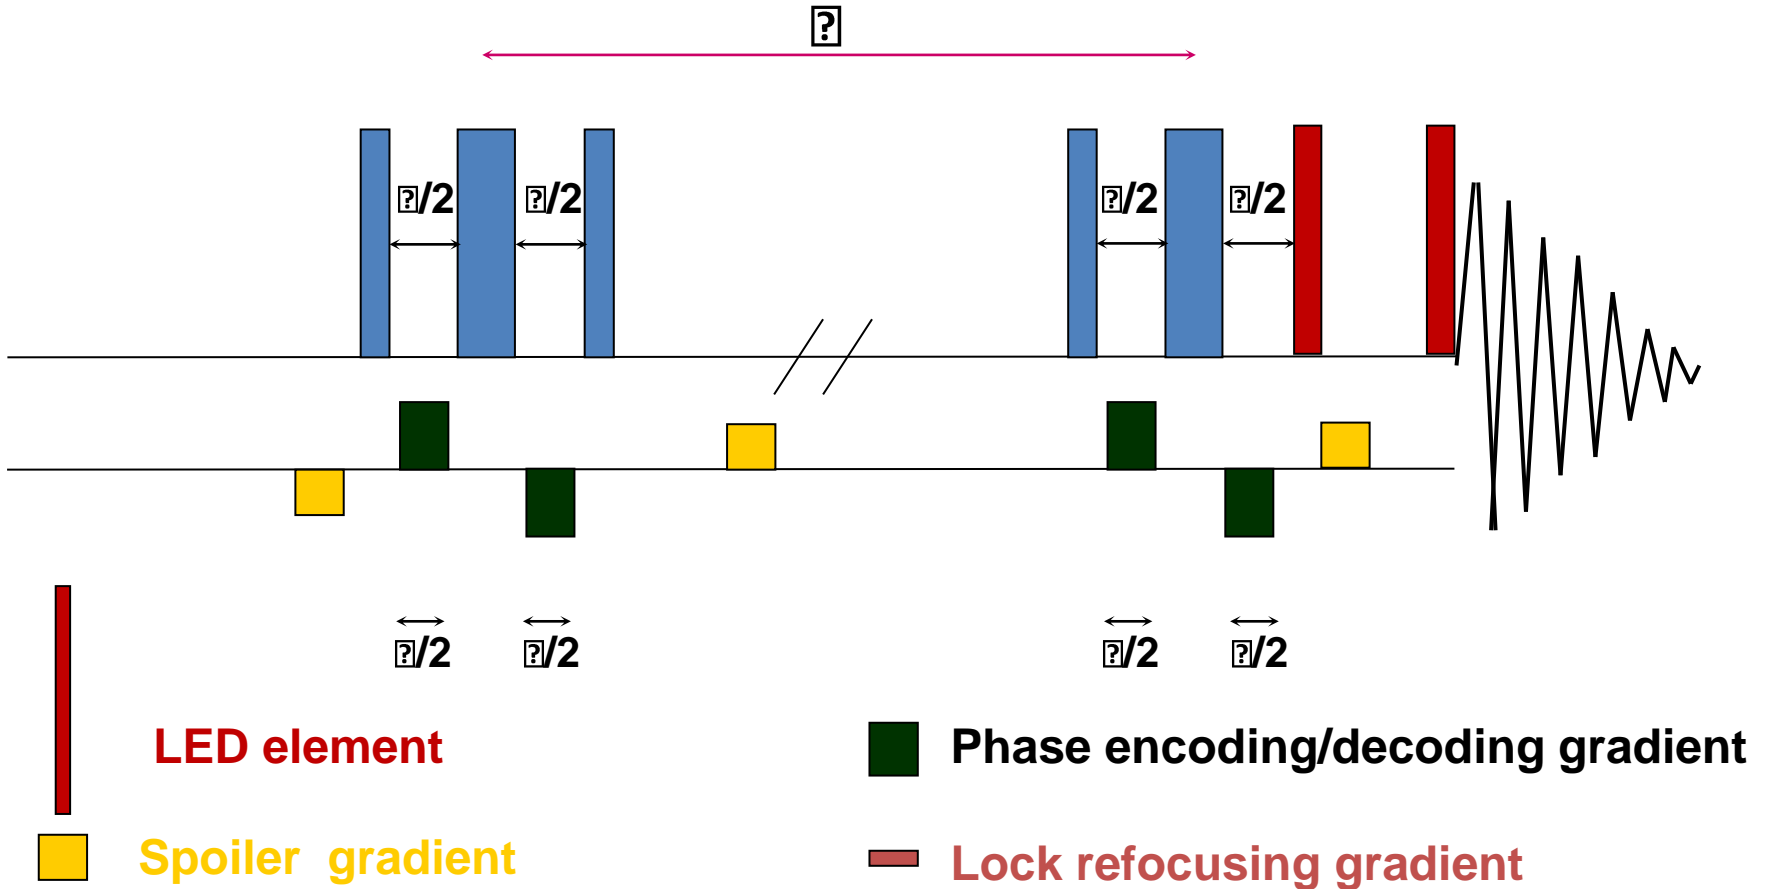 ⍰
⍰/2 ⍰/2 ⍰/2 ⍰/2
⍰/2 ⍰/2 ⍰/2 ⍰/2
LED element
Phase encoding/decoding gradient
Spoiler gradient
Lock refocusing gradient